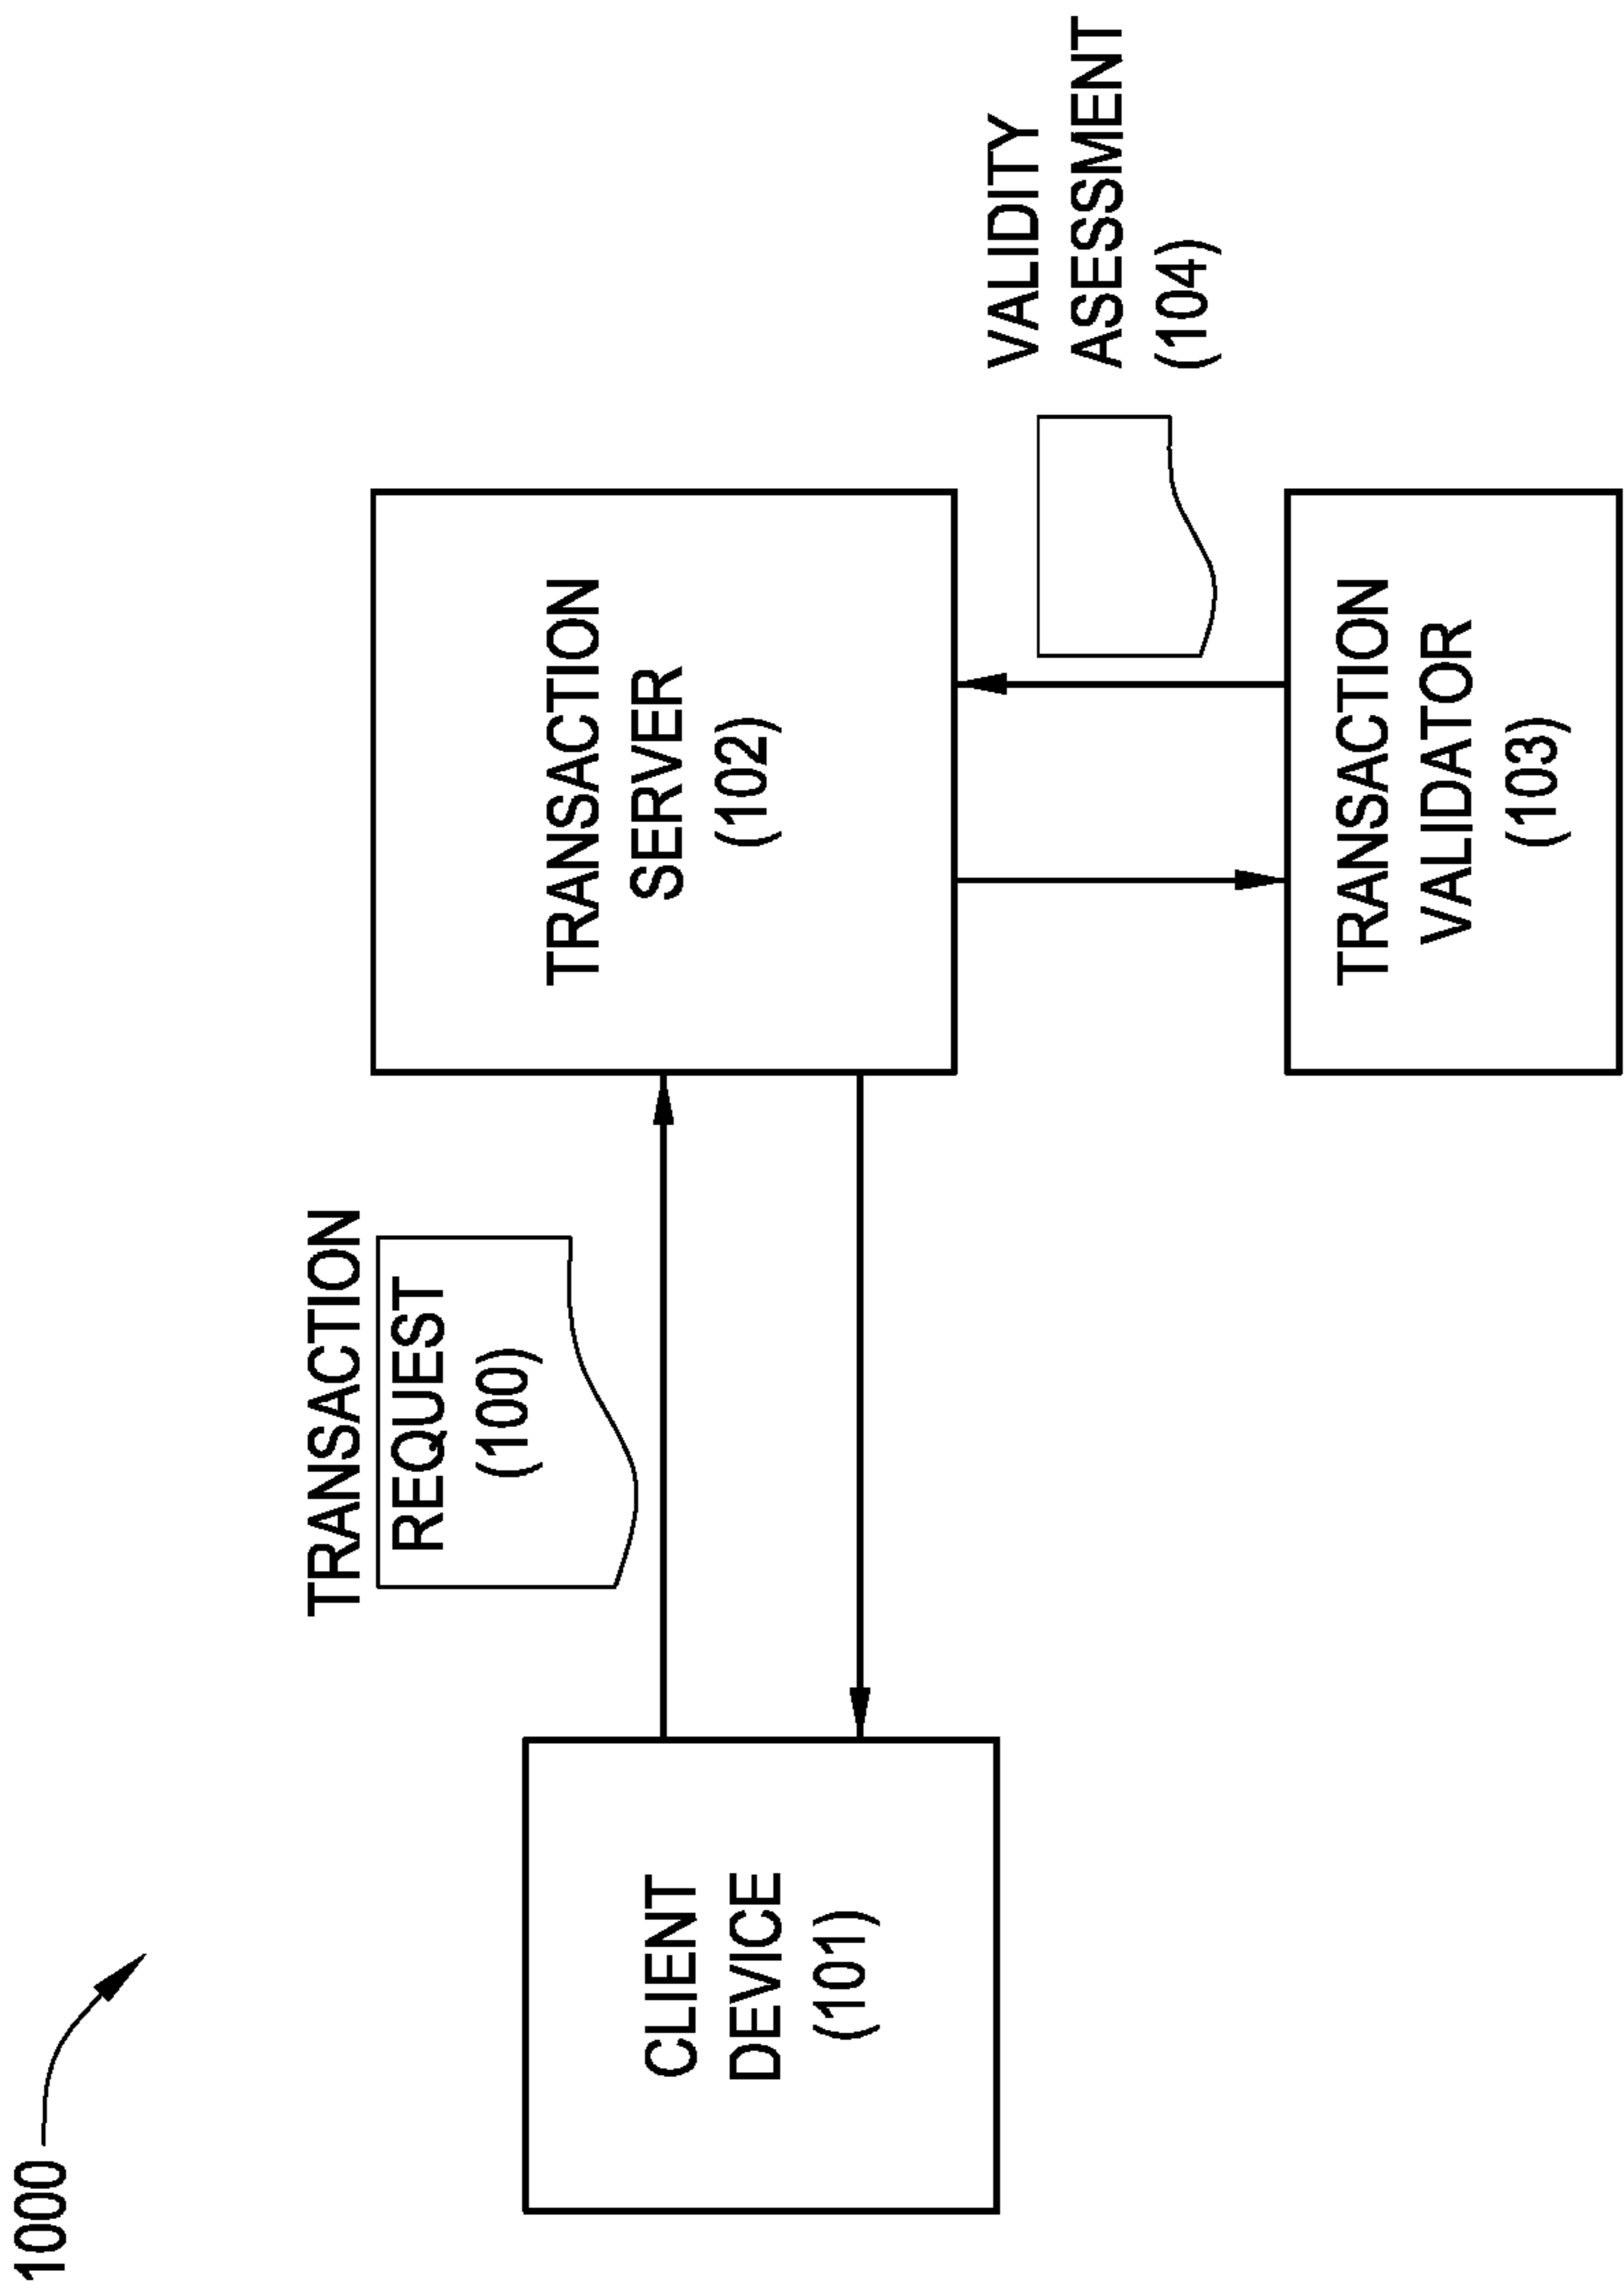 1000
TRANSACTION
REQUEST
(100)
CLIENT
DEVICE
(101)
TRANSACTION
SERVER
(102)
VALIDITY
ASESSMENT
(104)
TRANSACTION
VALIDATOR
(103)